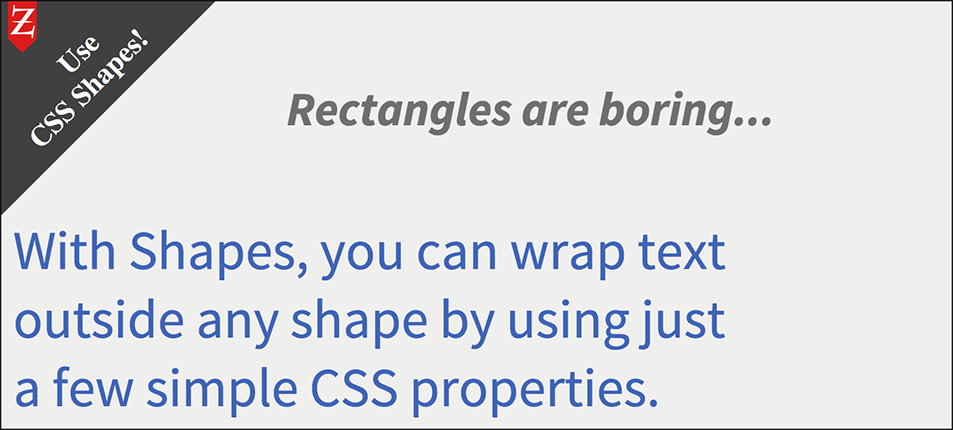 Z
Use
CSS Shapes!
Rectangles are boring...
With Shapes, you can wrap text
outside any shape by using just
a few simple CSS properties.